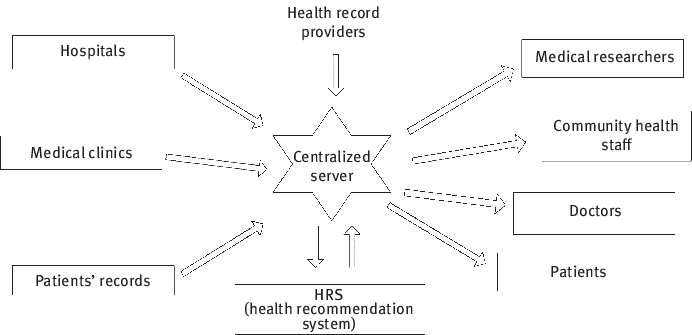 Health record
providers
Hospitals
Medical researchers
Medical clinics
Centralized
server
Community health
staff
Doctors
Patients' records
Patients
HRS
(health recommendation
system)